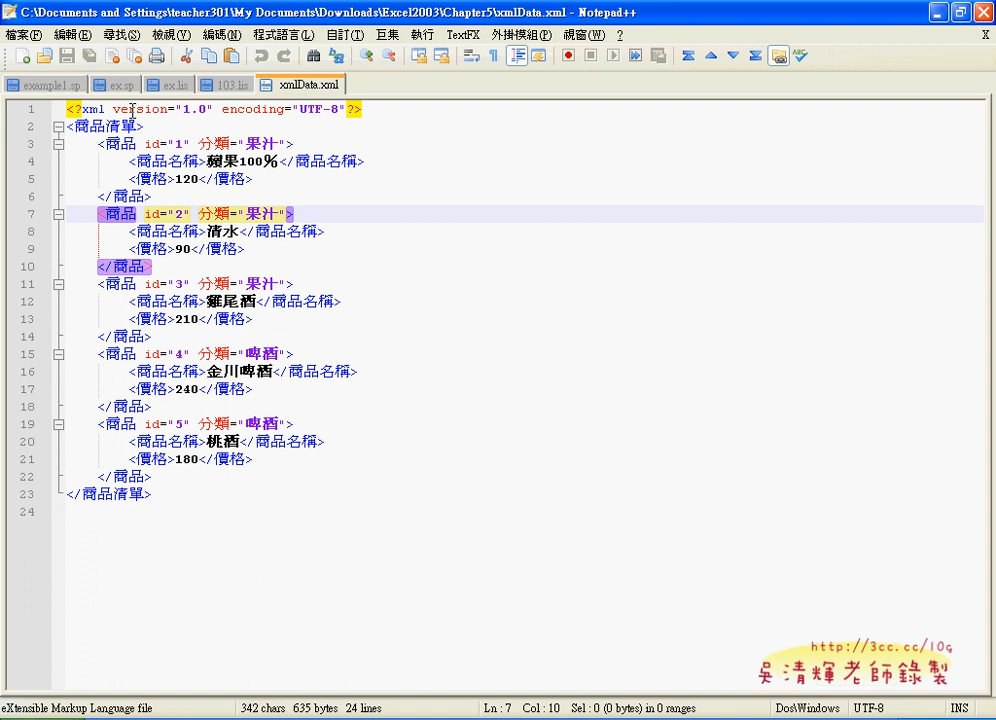 C:\Documents and Settings\teacher301\My Documents\Downloads\Excel2003\Chapter5\xmlData.xml - Notepad++
檔案(F) 編輯(E) 尋找(S) 檢視(V) 編碼(N) 程式語言(L) 自訂(T) 巨集 執行 TextFX 外掛模組(P) 視窗(W) ? X
example1.sp ex.sp ex.lis 103.lis xmlData.xml
1 <?xml version="1.0" encoding="UTF-8"?>
2 <商品清單>
3 <商品 id="1" 分類="果汁">
4 <商品名稱>蘋果100%</商品名稱>
5 <價格>120</價格>
6 </商品>
7 <商品 id="2" 分類="果汁">
8 <商品名稱>清水</商品名稱>
9 <價格>90</價格>
10 </商品>
11 <商品 id="3" 分類="果汁">
12 <商品名稱>雞尾酒</商品名稱>
13 <價格>210</價格>
14 </商品>
15 <商品 id="4" 分類="啤酒">
16 <商品名稱>金川啤酒</商品名稱>
17 <價格>240</價格>
18 </商品>
19 <商品 id="5" 分類="啤酒">
20 <商品名稱>桃酒</商品名稱>
21 <價格>180</價格>
22 </商品>
23 </商品清單>
24
http://3cc.cc/10g
吳清輝老師錄製
eXtensible Markup Language file 342 chars 635 bytes 24 lines Ln : 7 Col : 10 Sel : 0 (0 bytes) in 0 ranges Dos\Windows UTF-8 INS